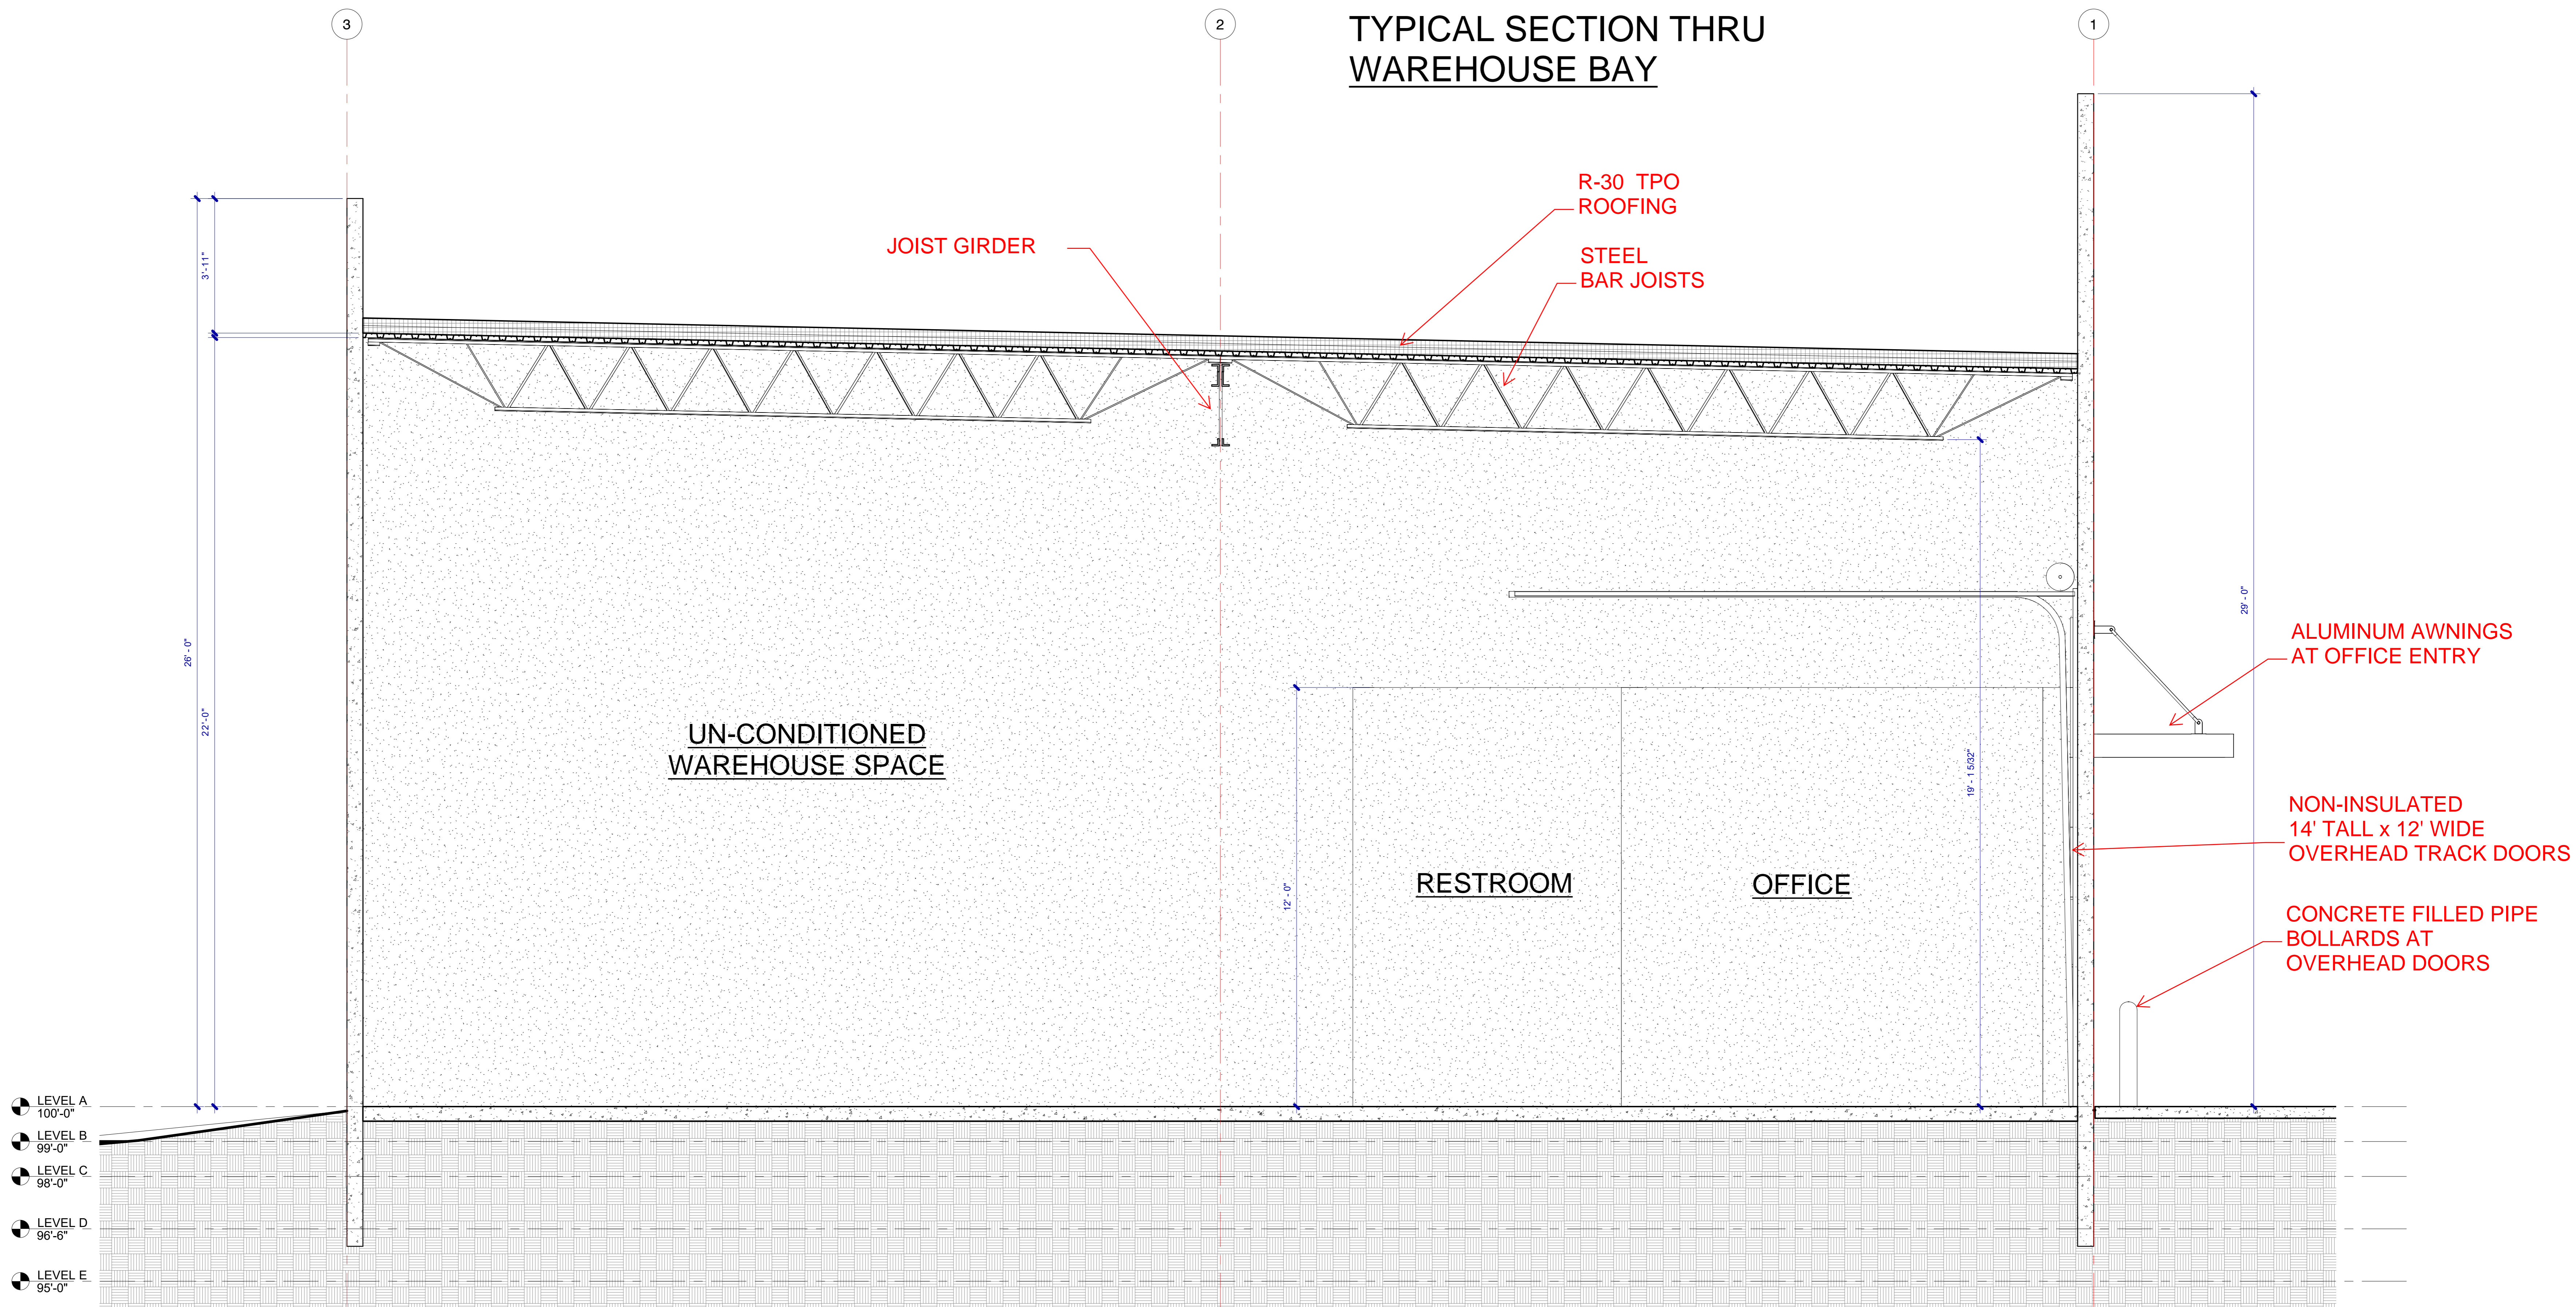 3
2
1
TYPICAL SECTION THRU
WAREHOUSE BAY
R-30 TPO
ROOFING
JOIST GIRDER
STEEL
BAR JOISTS
3'-11"
26' - 0"
22'-0"
29' - 0"
ALUMINUM AWNINGS
AT OFFICE ENTRY
UN-CONDITIONED
WAREHOUSE SPACE
19' - 1 5/32"
NON-INSULATED
14' TALL x 12' WIDE
OVERHEAD TRACK DOORS
12' - 0"
RESTROOM
OFFICE
CONCRETE FILLED PIPE
BOLLARDS AT
OVERHEAD DOORS
LEVEL A
100'-0"
LEVEL B
99'-0"
LEVEL C
98'-0"
LEVEL D
96'-6"
LEVEL E
95'-0"